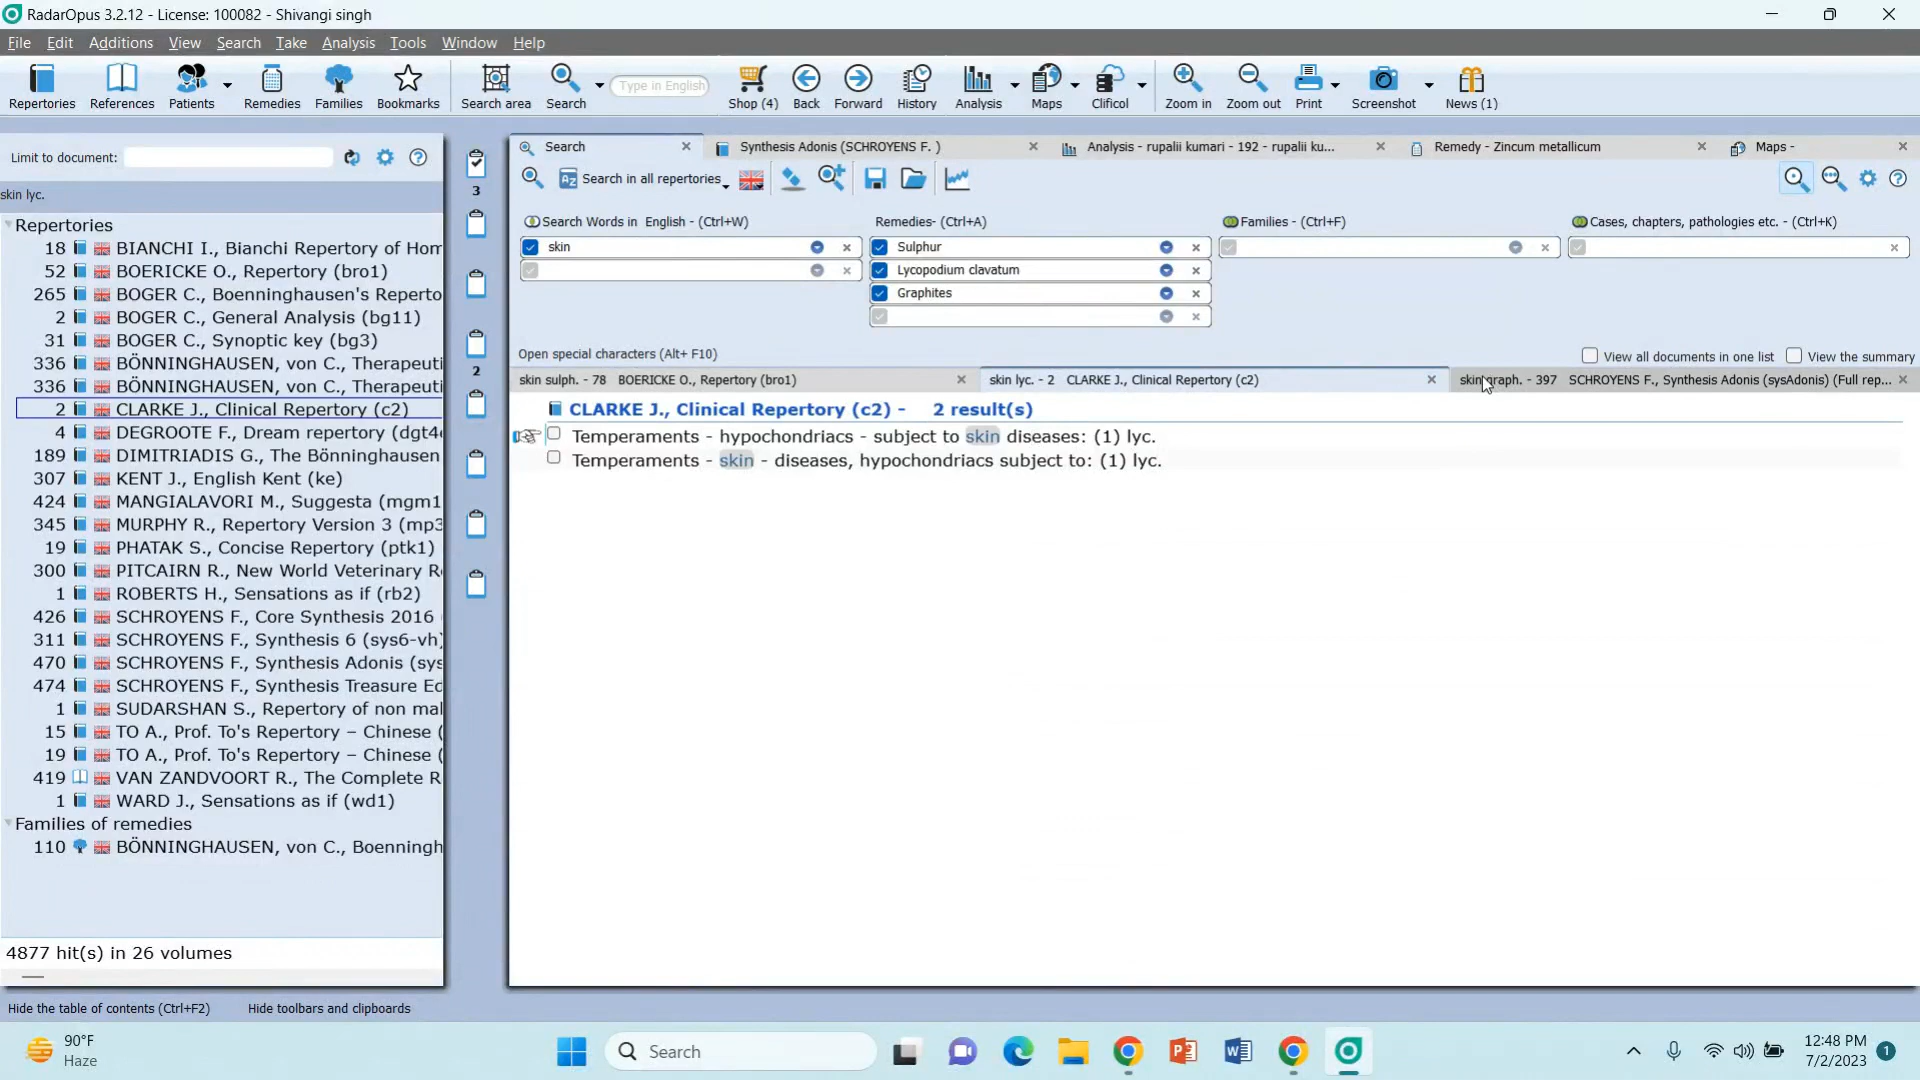 RadarOpus 3.2.12 - License: 100082 - Shivangi singh
File Edit Additions View Search Take Analysis Tools Window Help
Repertories References Patients Remedies Families Bookmarks Search area Search Type in English Shop (4) Back Forward History Analysis Maps Clificol Zoom in Zoom out Print Screenshot News (1)
Limit to document:
skin lyc.
Repertories
18 BIANCHI I., Bianchi Repertory of Hom
52 BOERICKE O., Repertory (bro1)
265 BOGER C., Boenninghausen's Reperto
2 BOGER C., General Analysis (bg11)
31 BOGER C., Synoptic key (bg3)
336 BÖNNINGHAUSEN, von C., Therapeuti
336 BÖNNINGHAUSEN, von C., Therapeuti
2 CLARKE J., Clinical Repertory (c2)
4 DEGROOTE F., Dream repertory (dgt4
189 DIMITRIADIS G., The Bönninghausen
307 KENT J., English Kent (ke)
424 MANGIALAVORI M., Suggesta (mgm1
345 MURPHY R., Repertory Version 3 (mp3
19 PHATAK S., Concise Repertory (ptk1)
300 PITCAIRN R., New World Veterinary R
1 ROBERTS H., Sensations as if (rb2)
426 SCHROYENS F., Core Synthesis 2016
311 SCHROYENS F., Synthesis 6 (sys6-vh)
470 SCHROYENS F., Synthesis Adonis (sys
474 SCHROYENS F., Synthesis Treasure Ed
1 SUDARSHAN S., Repertory of non mal
15 TO A., Prof. To's Repertory – Chinese (
19 TO A., Prof. To's Repertory – Chinese (
419 VAN ZANDVOORT R., The Complete R
1 WARD J., Sensations as if (wd1)
Families of remedies
110 BÖNNINGHAUSEN, von C., Boenningh
4877 hit(s) in 26 volumes
3
2
Search Synthesis Adonis (SCHROYENS F. ) Analysis - rupalii kumari - 192 - rupalii ku... Remedy - Zincum metallicum Maps -
Search in all repertories
Search Words in English - (Ctrl+W) Remedies- (Ctrl+A) Families - (Ctrl+F) Cases, chapters, pathologies etc. - (Ctrl+K)
skin Sulphur
Lycopodium clavatum
Graphites
Open special characters (Alt+ F10) View all documents in one list View the summary
skin sulph. - 78 BOERICKE O., Repertory (bro1) skin lyc. - 2 CLARKE J., Clinical Repertory (c2) skin graph. - 397 SCHROYENS F., Synthesis Adonis (sysAdonis) (Full rep...
CLARKE J., Clinical Repertory (c2) - 2 result(s)
Temperaments - hypochondriacs - subject to skin diseases: (1) lyc.
Temperaments - skin - diseases, hypochondriacs subject to: (1) lyc.
Hide the table of contents (Ctrl+F2) Hide toolbars and clipboards
90°F
Haze
Search
12:48 PM
7/2/2023
1